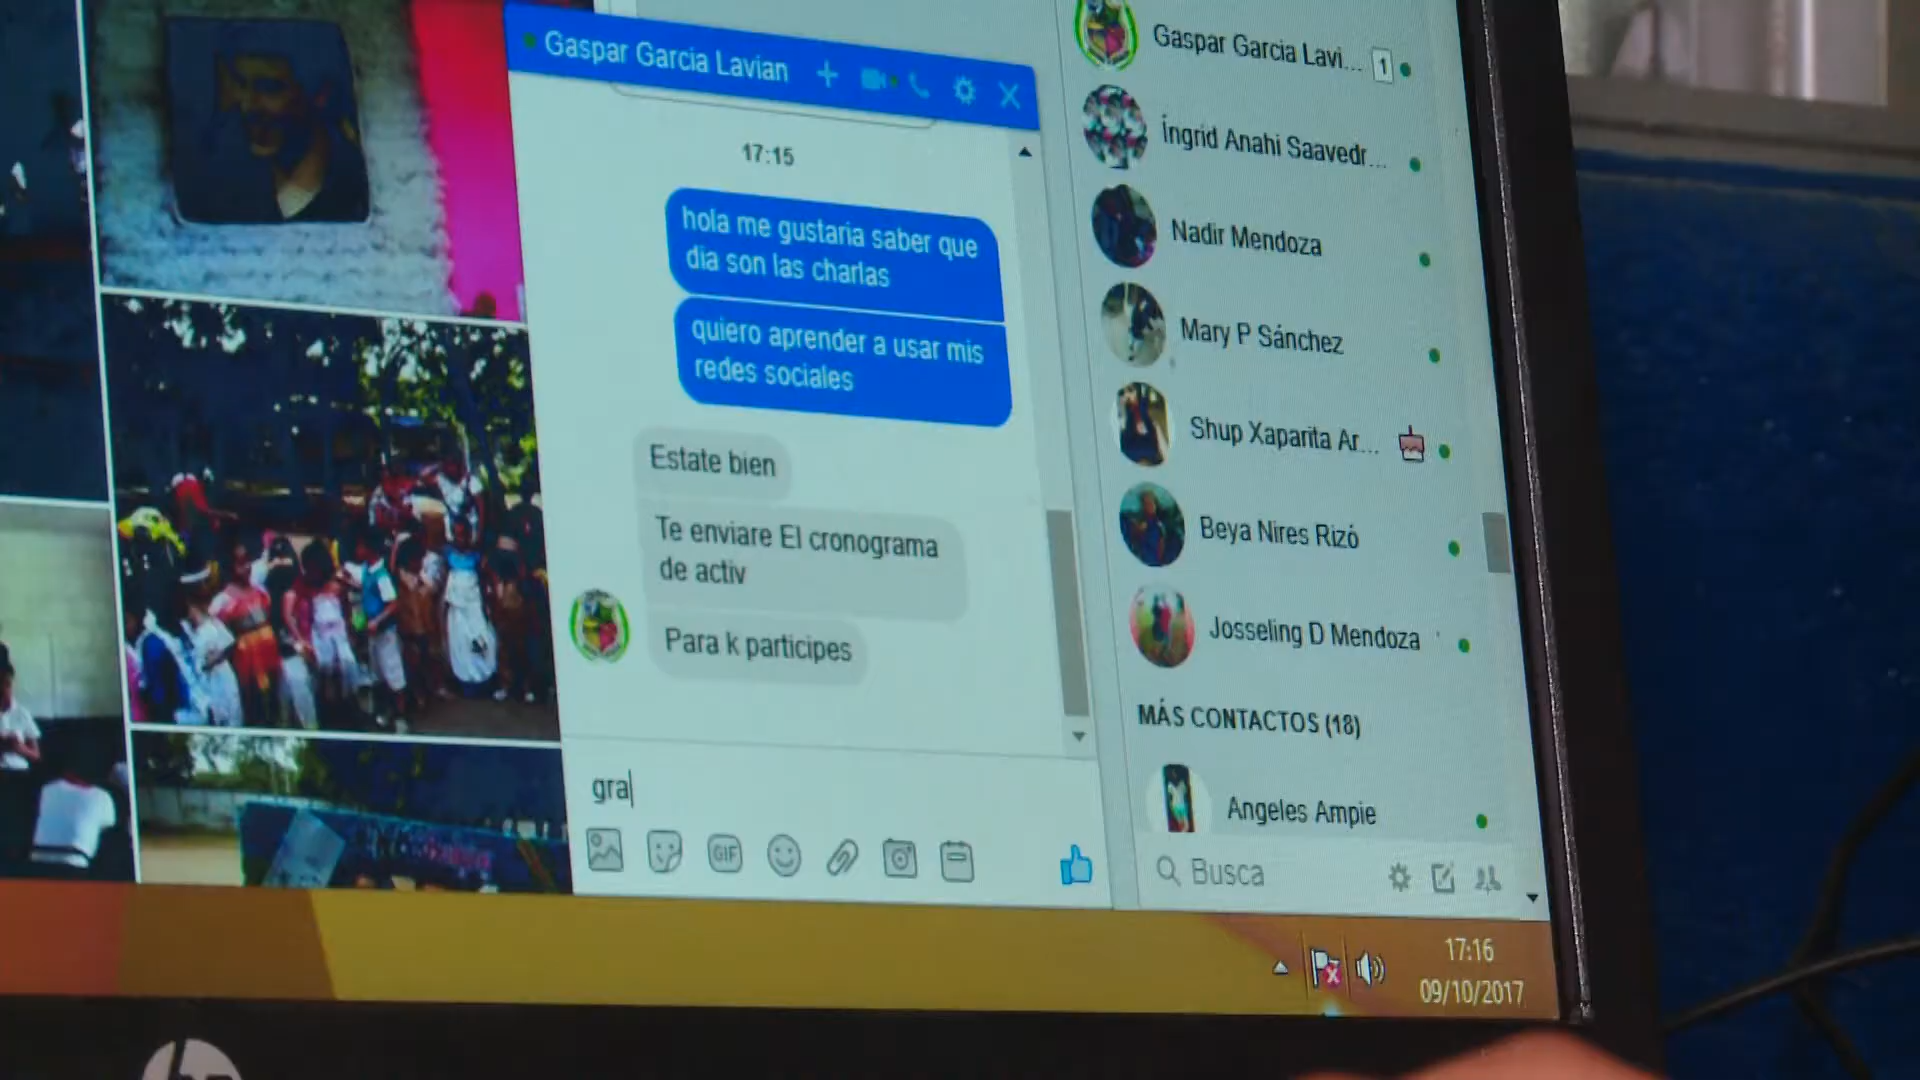 Gaspar Garcia Lavian
17:15
hola me gustaria saber que
dia son las charlas
quiero aprender a usar mis
redes sociales
Estate bien
Te enviare El cronograma
de activ
Para k participes
gra
GIF
Gaspar Garcia Lavi... 1
Íngrid Anahi Saavedr...
Nadir Mendoza
Mary P Sánchez
Shup Xaparita Ar...
Beya Nires Rizó
Josseling D Mendoza
MÁS CONTACTOS (18)
Angeles Ampie
Busca
17:16
09/10/2017
hp